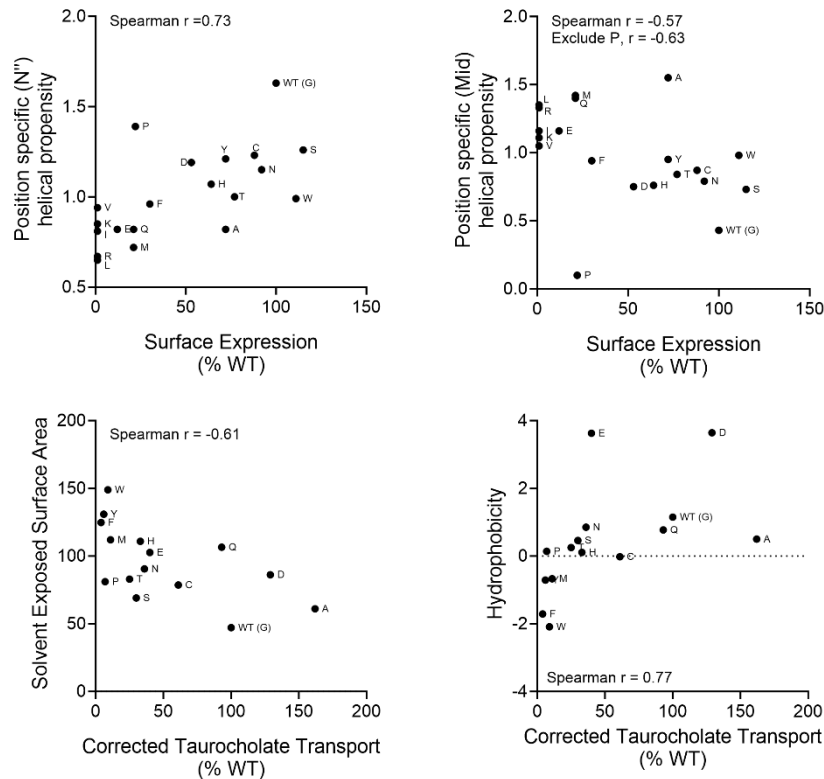 Spearman r =0.73
Position specific (N")
helical propensity
2.0
1.5
1.0
0.5
WT (G)
P
Y
C
S
D
N
H
T
W
V
F
K
I
E
Q
A
M
R
L
0
50
100
150
Surface Expression
(% WT)
Spearman r = -0.57
Exclude P, r = -0.63
Position specific (Mid)
helical propensity
2.0
1.5
1.0
0.5
0.0
A
M
Q
L
R
I
K
E
V
F
Y
W
C
T
N
D
H
S
WT (G)
P
0
50
100
150
Surface Expression
(% WT)
Spearman r = -0.61
Solvent Exposed Surface Area
200
150
100
50
0
W
Y
F
M
H
Q
E
N
D
P
T
C
S
A
WT (G)
0
50
100
150
200
Corrected Taurocholate Transport
(% WT)
Hydrophobicity
4
2
0
-2
-4
E
D
WT (G)
N
Q
S
A
P
H
C
M
F
W
Spearman r = 0.77
0
50
100
150
200
Corrected Taurocholate Transport
(% WT)